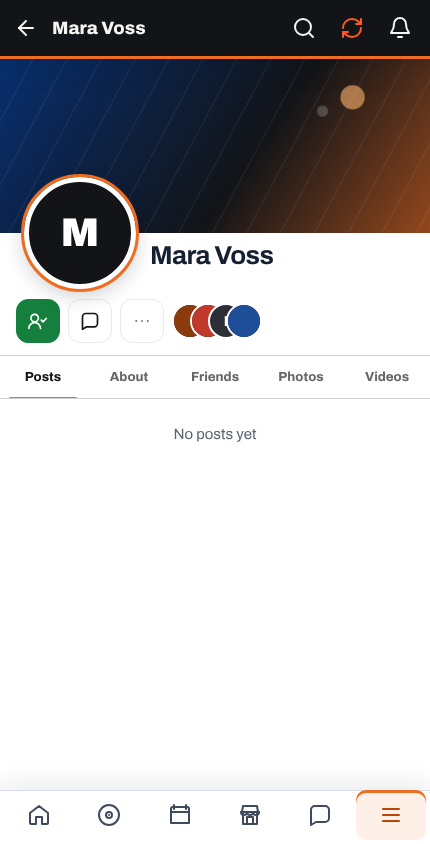 Mara Voss
M
Mara Voss
Posts About Friends Photos Videos
No posts yet